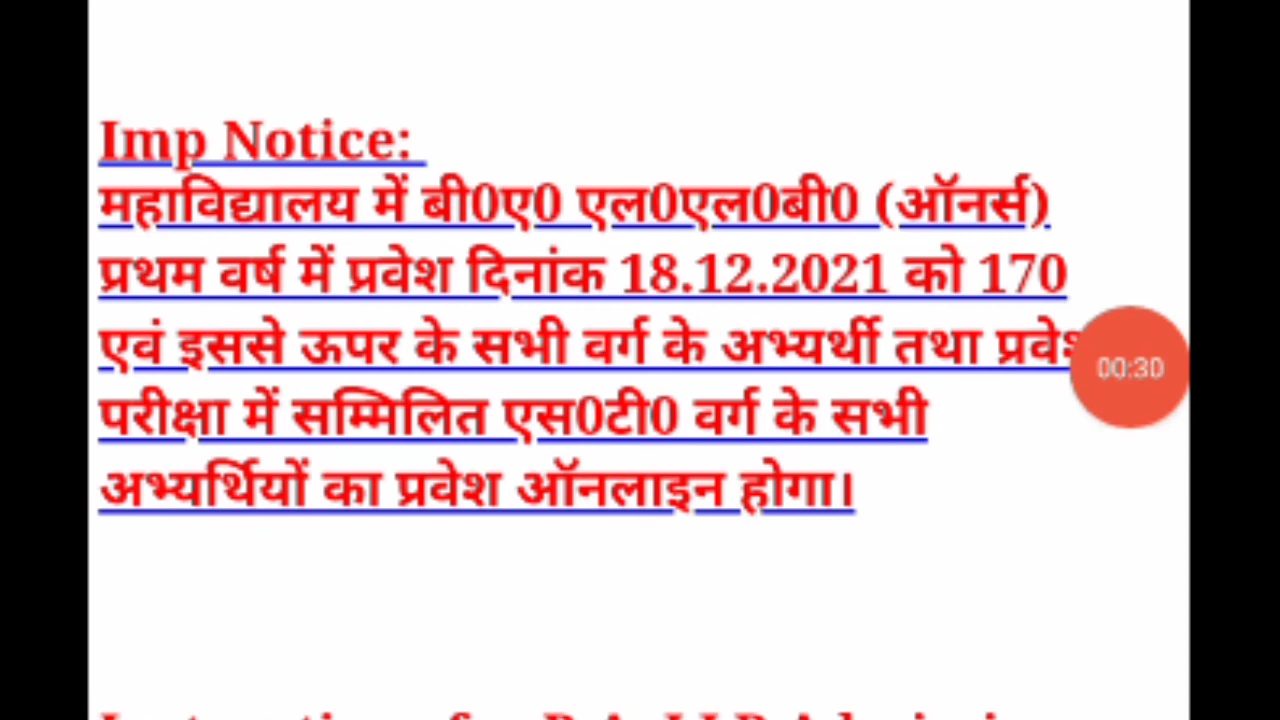 Imp Notice:
महाविद्यालय में बी0ए0 एल0एल0बी0 (ऑनर्स)
प्रथम वर्ष में प्रवेश दिनांक 18.12.2021 को 170
एवं इससे ऊपर के सभी वर्ग के अभ्यर्थी तथा
00:30
परीक्षा में सम्मिलित एस0टी0 वर्ग के सभी
अभ्यर्थियों का प्रवेश ऑनलाइन होगा।